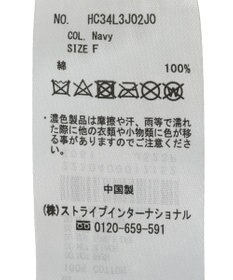 NO. HC34L3J02J0
COL. Navy
SIZE F
綿 100%
・濃色製品は摩擦や汗、雨等で濡れ
た際に他の衣類や小物類に色が移
る事がありますのでご注意くださ
い。
中国製
(株)ストライプインターナショナル
0120-659-591